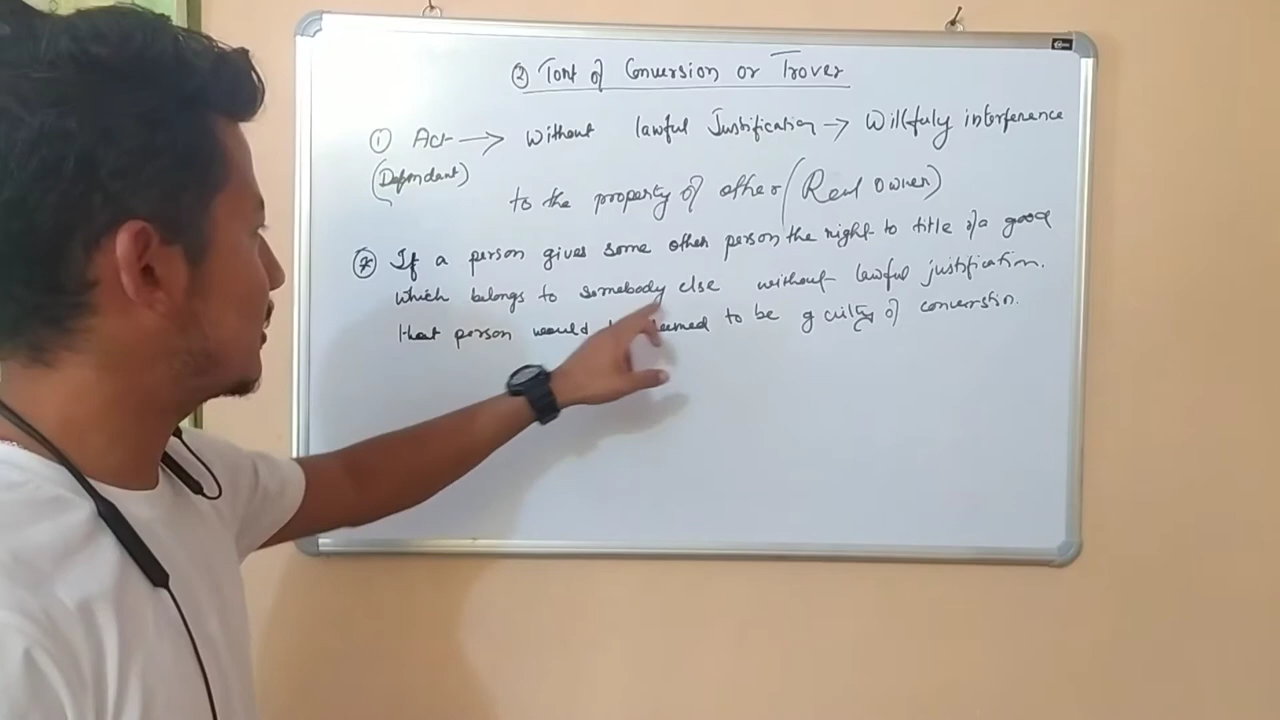 ② Tort of Conversion or Trover
① Act → without lawful Justification → Willfuly interference
(Defendant)
to the property of other (Real owner)
If a person gives some other person the right to title of a good
which belongs to somebody else without lawful justification.
that person would deemed to be guilty of conversion.